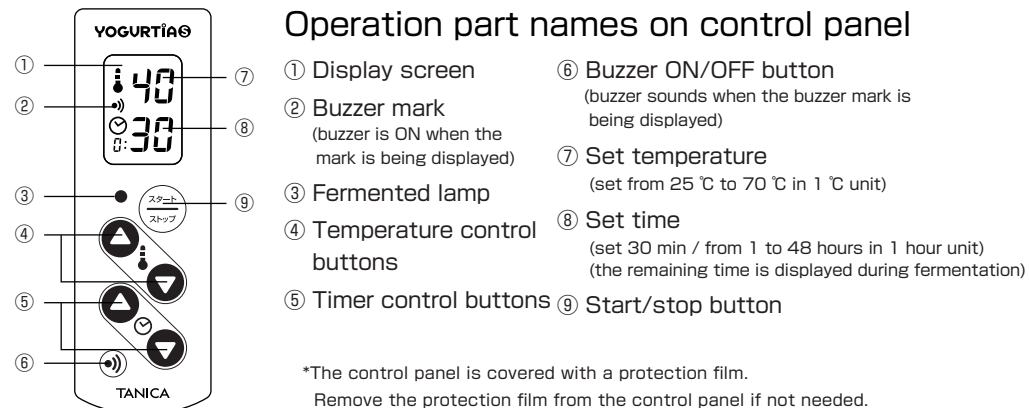 Operation part names on control panel
YOGURTiA S
① 40 ⑦
②
0:30 ⑧
③ スタート ⑨
ストップ
④
⑤
⑥
TANICA
① Display screen
② Buzzer mark
(buzzer is ON when the
mark is being displayed)
③ Fermented lamp
④ Temperature control
buttons
⑤ Timer control buttons
⑥ Buzzer ON/OFF button
(buzzer sounds when the buzzer mark is
being displayed)
⑦ Set temperature
(set from 25 ℃ to 70 ℃ in 1 ℃ unit)
⑧ Set time
(set 30 min / from 1 to 48 hours in 1 hour unit)
(the remaining time is displayed during fermentation)
⑨ Start/stop button
*The control panel is covered with a protection film.
Remove the protection film from the control panel if not needed.